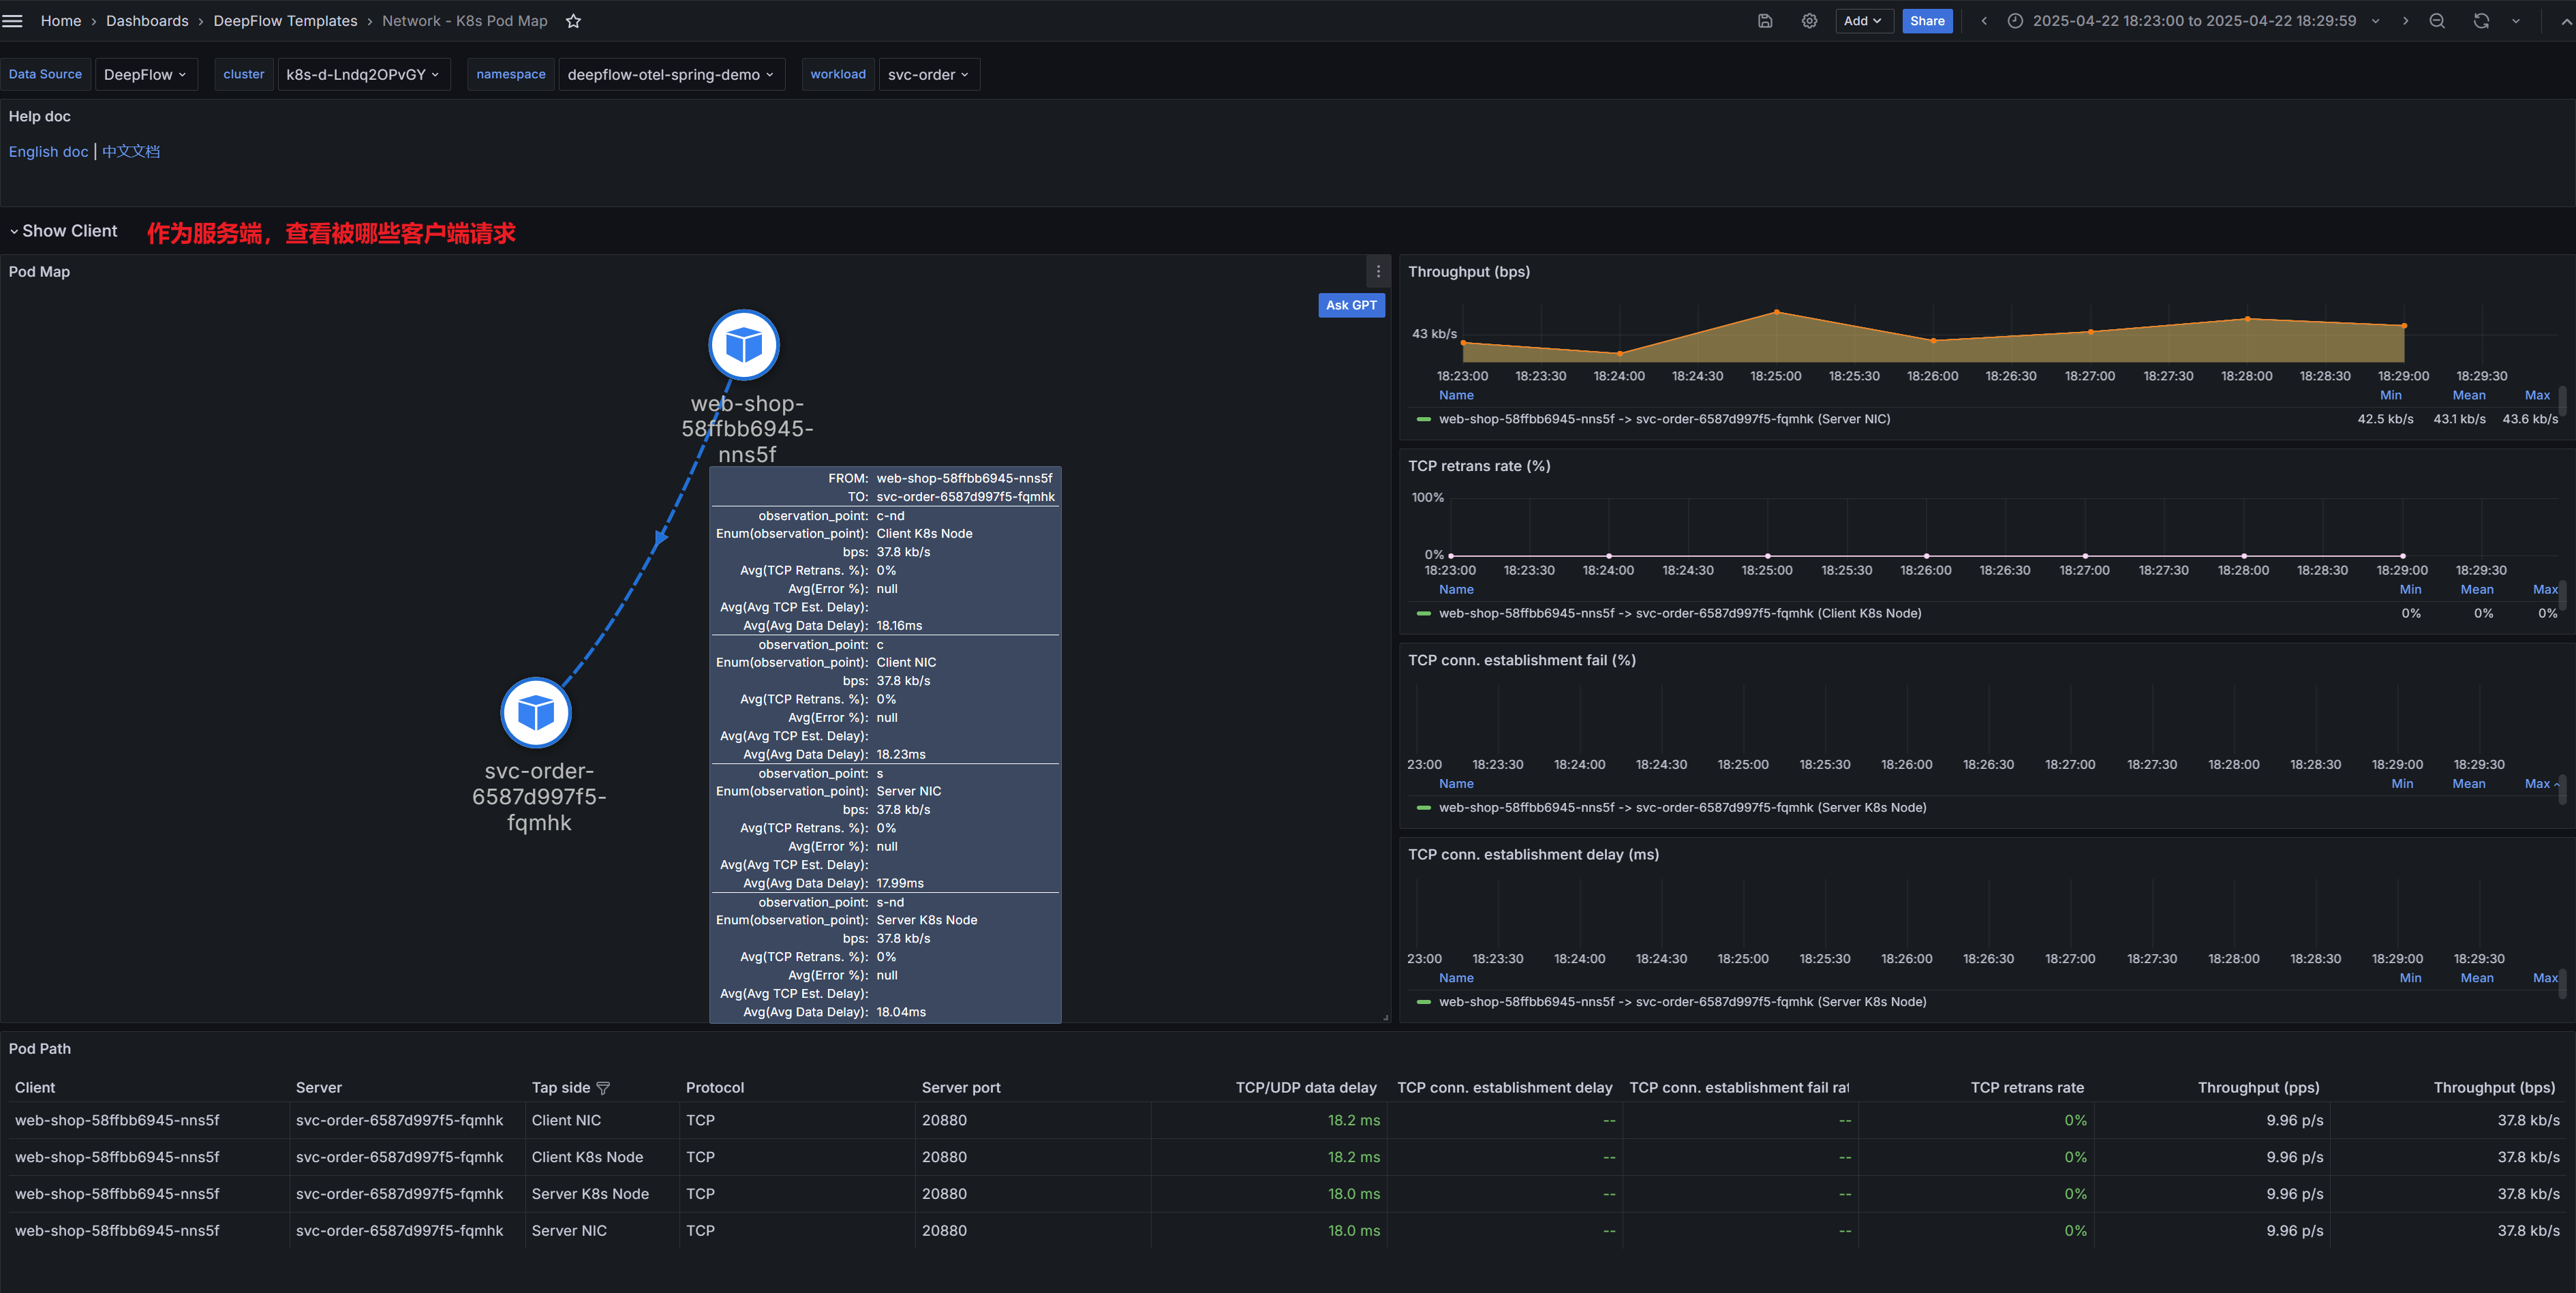 Home › Dashboards › DeepFlow Templates › Network - K8s Pod Map
Add
Share
2025-04-22 18:23:00 to 2025-04-22 18:29:59
Data Source DeepFlow cluster k8s-d-Lndq2OPvGY namespace deepflow-otel-spring-demo workload svc-order
Help doc
English doc | 中文文档
Show Client 作为服务端，查看被哪些客户端请求
Pod Map
Ask GPT
web-shop-
58ffbb6945-
nns5f
svc-order-
6587d997f5-
fqmhk
FROM: web-shop-58ffbb6945-nns5f
TO: svc-order-6587d997f5-fqmhk
observation_point: c-nd
Enum(observation_point): Client K8s Node
bps: 37.8 kb/s
Avg(TCP Retrans. %): 0%
Avg(Error %): null
Avg(Avg TCP Est. Delay):
Avg(Avg Data Delay): 18.16ms
observation_point: c
Enum(observation_point): Client NIC
bps: 37.8 kb/s
Avg(TCP Retrans. %): 0%
Avg(Error %): null
Avg(Avg TCP Est. Delay):
Avg(Avg Data Delay): 18.23ms
observation_point: s
Enum(observation_point): Server NIC
bps: 37.8 kb/s
Avg(TCP Retrans. %): 0%
Avg(Error %): null
Avg(Avg TCP Est. Delay):
Avg(Avg Data Delay): 17.99ms
observation_point: s-nd
Enum(observation_point): Server K8s Node
bps: 37.8 kb/s
Avg(TCP Retrans. %): 0%
Avg(Error %): null
Avg(Avg TCP Est. Delay):
Avg(Avg Data Delay): 18.04ms
Throughput (bps)
43 kb/s
18:23:00 18:23:30 18:24:00 18:24:30 18:25:00 18:25:30 18:26:00 18:26:30 18:27:00 18:27:30 18:28:00 18:28:30 18:29:00 18:29:30
Name Min Mean Max
web-shop-58ffbb6945-nns5f -> svc-order-6587d997f5-fqmhk (Server NIC) 42.5 kb/s 43.1 kb/s 43.6 kb/s
TCP retrans rate (%)
100%
0%
18:23:00 18:23:30 18:24:00 18:24:30 18:25:00 18:25:30 18:26:00 18:26:30 18:27:00 18:27:30 18:28:00 18:28:30 18:29:00 18:29:30
Name Min Mean Max
web-shop-58ffbb6945-nns5f -> svc-order-6587d997f5-fqmhk (Client K8s Node) 0% 0% 0%
TCP conn. establishment fail (%)
23:00 18:23:30 18:24:00 18:24:30 18:25:00 18:25:30 18:26:00 18:26:30 18:27:00 18:27:30 18:28:00 18:28:30 18:29:00 18:29:30
Name Min Mean Max
web-shop-58ffbb6945-nns5f -> svc-order-6587d997f5-fqmhk (Server K8s Node)
TCP conn. establishment delay (ms)
23:00 18:23:30 18:24:00 18:24:30 18:25:00 18:25:30 18:26:00 18:26:30 18:27:00 18:27:30 18:28:00 18:28:30 18:29:00 18:29:30
Name Min Mean Max
web-shop-58ffbb6945-nns5f -> svc-order-6587d997f5-fqmhk (Server K8s Node)
Pod Path
Client Server Tap side Protocol Server port TCP/UDP data delay TCP conn. establishment delay TCP conn. establishment fail rat TCP retrans rate Throughput (pps) Throughput (bps)
web-shop-58ffbb6945-nns5f svc-order-6587d997f5-fqmhk Client NIC TCP 20880 18.2 ms -- -- 0% 9.96 p/s 37.8 kb/s
web-shop-58ffbb6945-nns5f svc-order-6587d997f5-fqmhk Client K8s Node TCP 20880 18.2 ms -- -- 0% 9.96 p/s 37.8 kb/s
web-shop-58ffbb6945-nns5f svc-order-6587d997f5-fqmhk Server K8s Node TCP 20880 18.0 ms -- -- 0% 9.96 p/s 37.8 kb/s
web-shop-58ffbb6945-nns5f svc-order-6587d997f5-fqmhk Server NIC TCP 20880 18.0 ms -- -- 0% 9.96 p/s 37.8 kb/s